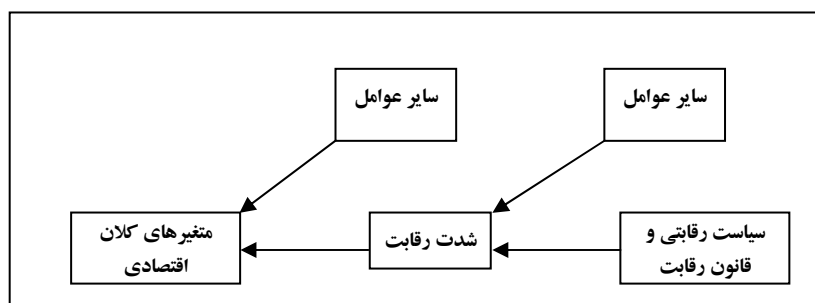 سایر عوامل
سایر عوامل
سیاست رقابتی و
قانون رقابت
شدت رقابت
متغیرهای کلان
اقتصادی